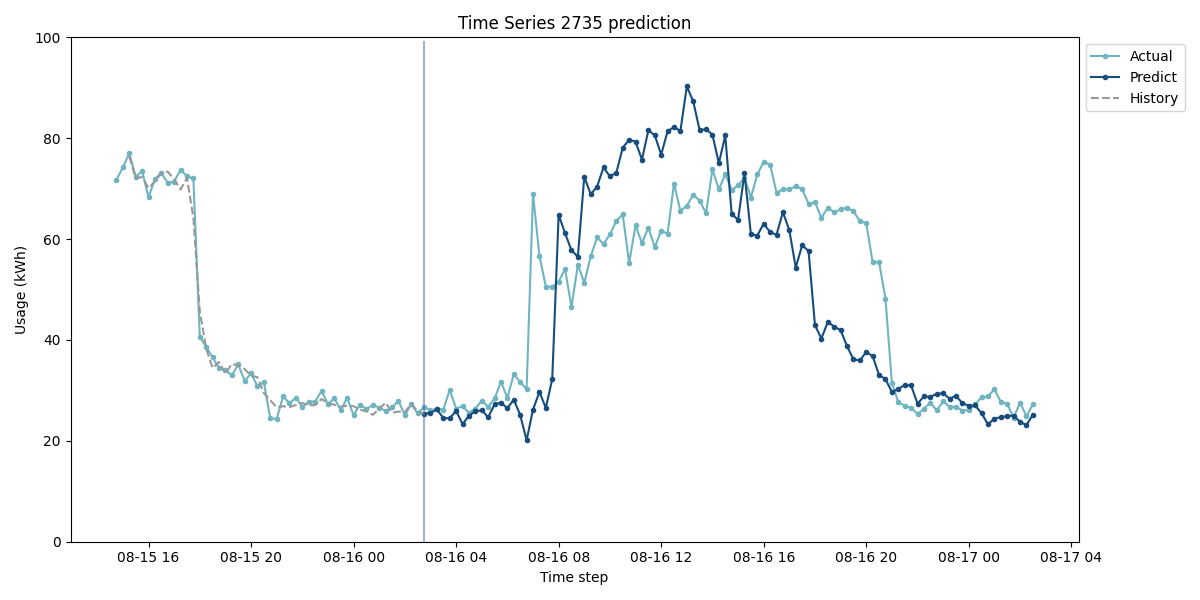 Time Series 2735 prediction
Usage (kWh)
100
80
60
40
20
0
08-15 16
08-15 20
08-16 00
08-16 04
08-16 08
08-16 12
08-16 16
08-16 20
08-17 00
08-17 04
Time step
Actual
Predict
History